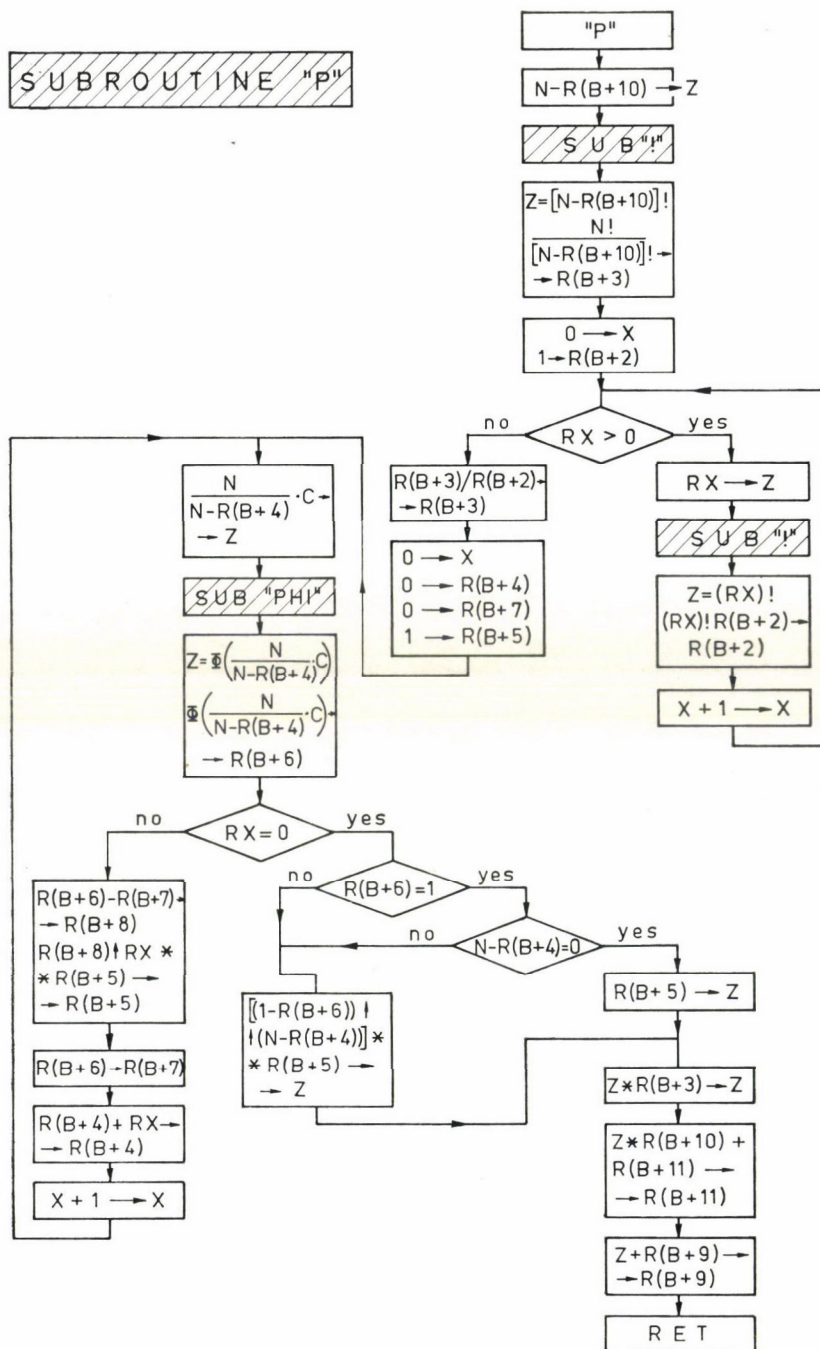 SUBROUTINE "P"
"P"
N-R(B+10) → Z
SUB "!"
Z=[N-R(B+10)]!
N!
[N-R(B+10)]! →
→ R(B+3)
0 → X
1→R(B+2)
no
RX > 0
yes
R(B+3)/R(B+2)→
→R(B+3)
0 → X
0 → R(B+4)
0 → R(B+7)
1 → R(B+5)
RX → Z
SUB "!"
Z=(RX)!
(RX)!R(B+2)→
R(B+2)
X+1 → X
N
N-R(B+4) ·C→
→ Z
SUB "PHI"
Z=Φ(N
N-R(B+4) ·C)
Φ(N
N-R(B+4) ·C)→
→ R(B+6)
no
RX=0
yes
R(B+6)-R(B+7)→
→ R(B+8)
R(B+8)↑RX *
*R(B+5) →
→ R(B+5)
R(B+6)→R(B+7)
R(B+4)+RX→
→ R(B+4)
X+1 → X
no
R(B+6)=1
yes
no
N-R(B+4)=0
yes
[(1-R(B+6))↑
↑(N-R(B+4))]*
*R(B+5) →
→ Z
R(B+5) → Z
Z*R(B+3)→Z
Z*R(B+10)+
R(B+11) →
→R(B+11)
Z+R(B+9)→
→R(B+9)
RET